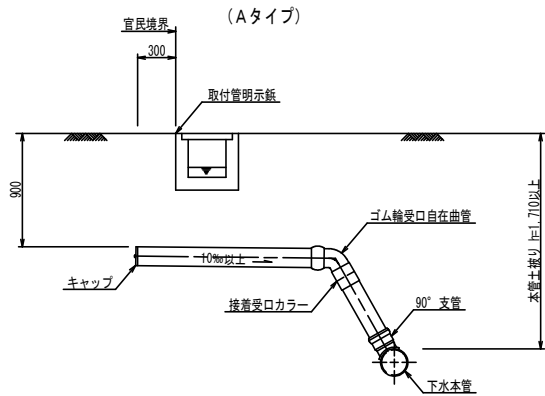 (Aタイプ)
官民境界
300
取付管明示鋲
900
本管土被り h=1,710以上
ゴム輪受口自在曲管
10‰以上
キャップ
接着受口カラー
90° 支管
下水本管